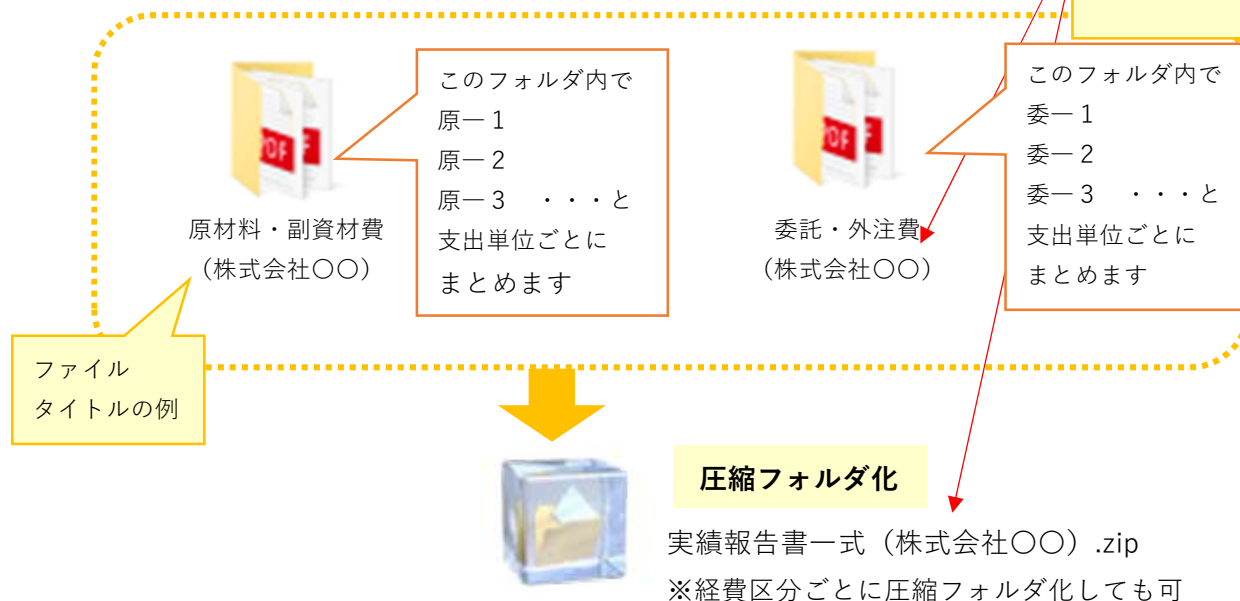 このフォルダ内で
原―１
原―２
原―３　・・・と
支出単位ごとに
まとめます
原材料・副資材費
（株式会社〇〇）
このフォルダ内で
委―１
委―２
委―３　・・・と
支出単位ごとに
まとめます
委託・外注費
（株式会社〇〇）
ファイル
タイトルの例
圧縮フォルダ化
実績報告書一式（株式会社〇〇）.zip
※経費区分ごとに圧縮フォルダ化しても可
PDF
PDF